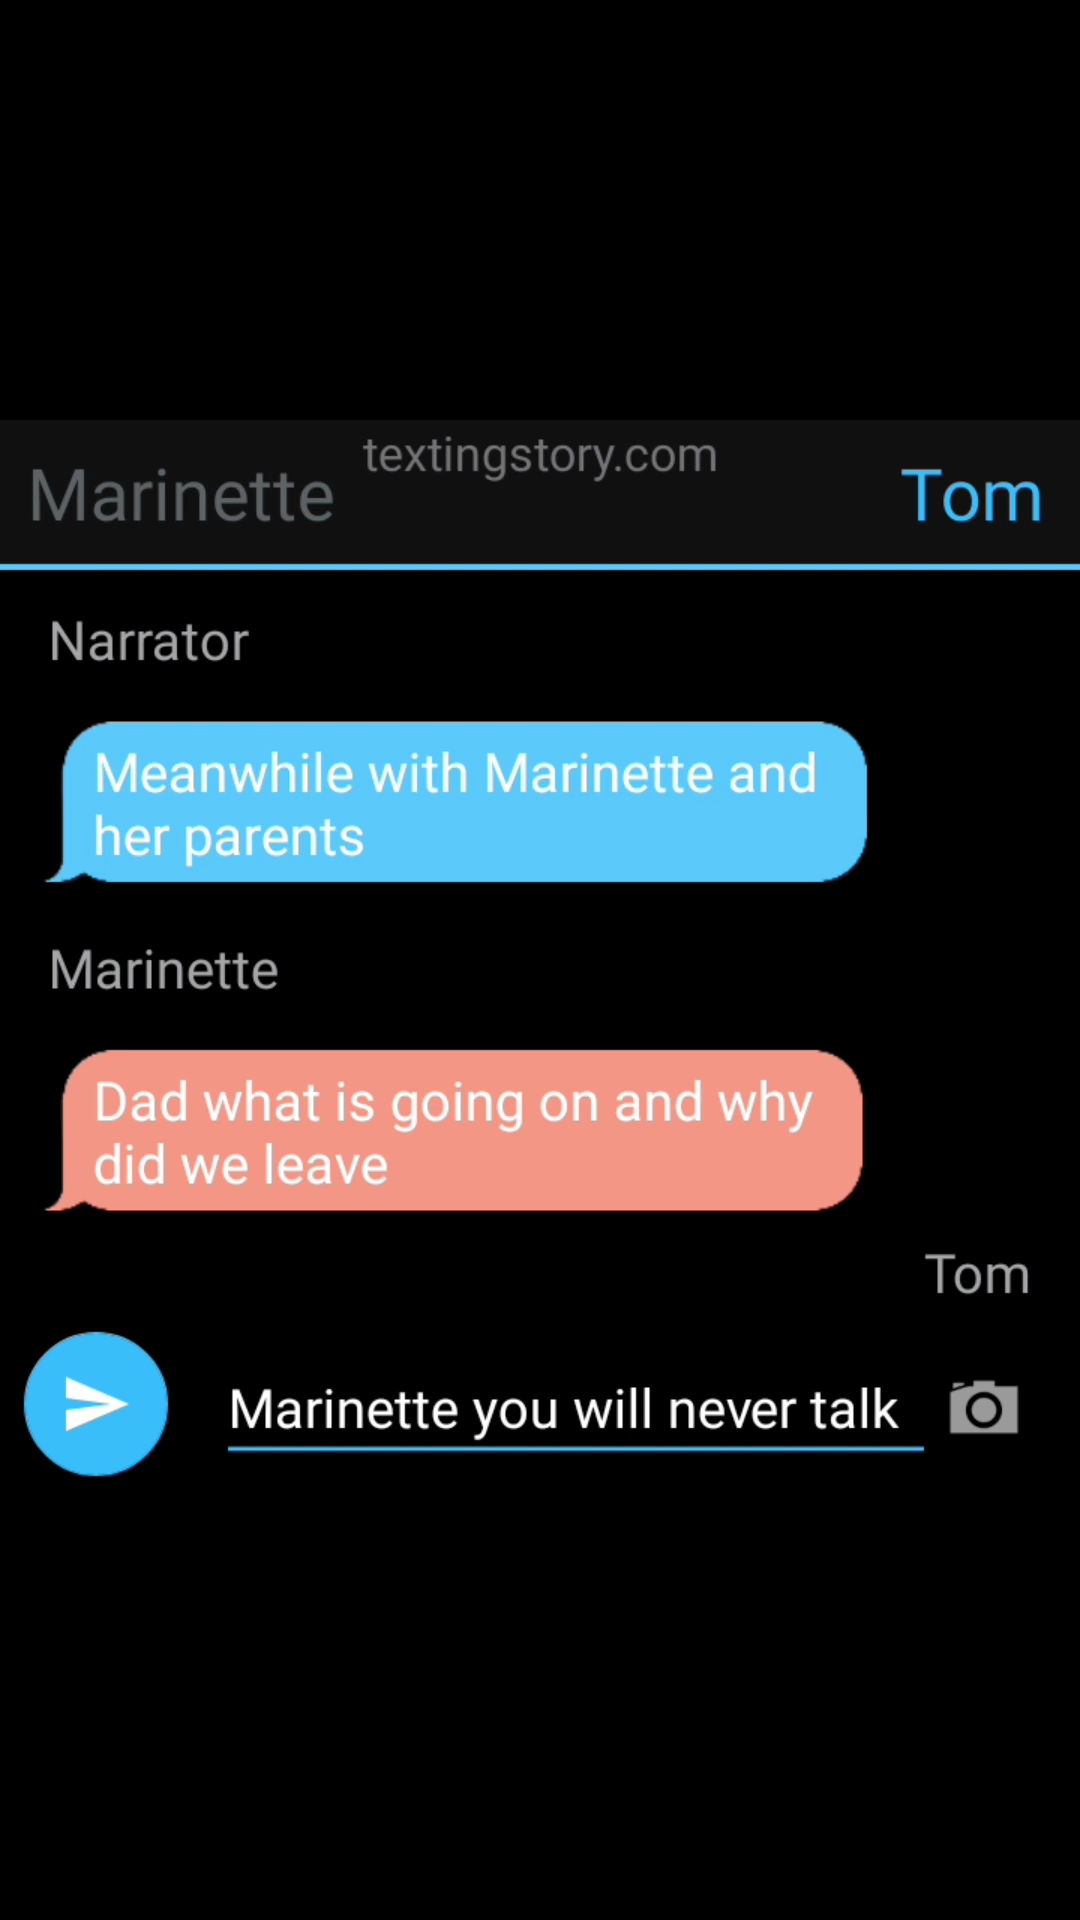 textingstory.com
Marinette
Tom
Narrator
Meanwhile with Marinette and
her parents
Marinette
Dad what is going on and why
did we leave
Tom
Marinette you will never talk